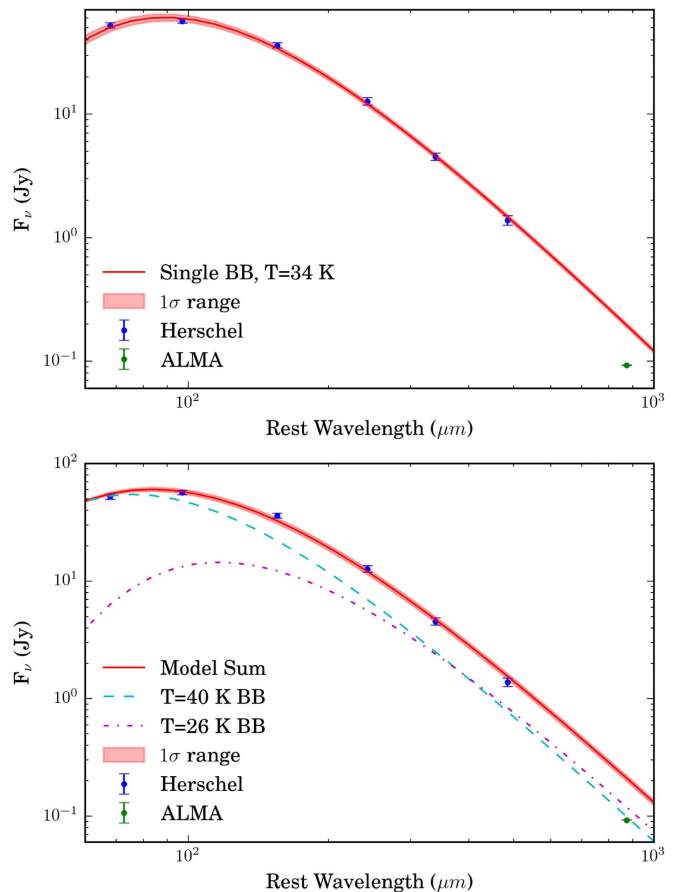 10^1
10^0
10^-1
F_ν (Jy)
Single BB, T=34 K
1σ range
Herschel
ALMA
10^2
10^3
Rest Wavelength (μm)
10^2
10^1
10^0
10^-1
F_ν (Jy)
Model Sum
T=40 K BB
T=26 K BB
1σ range
Herschel
ALMA
10^2
10^3
Rest Wavelength (μm)